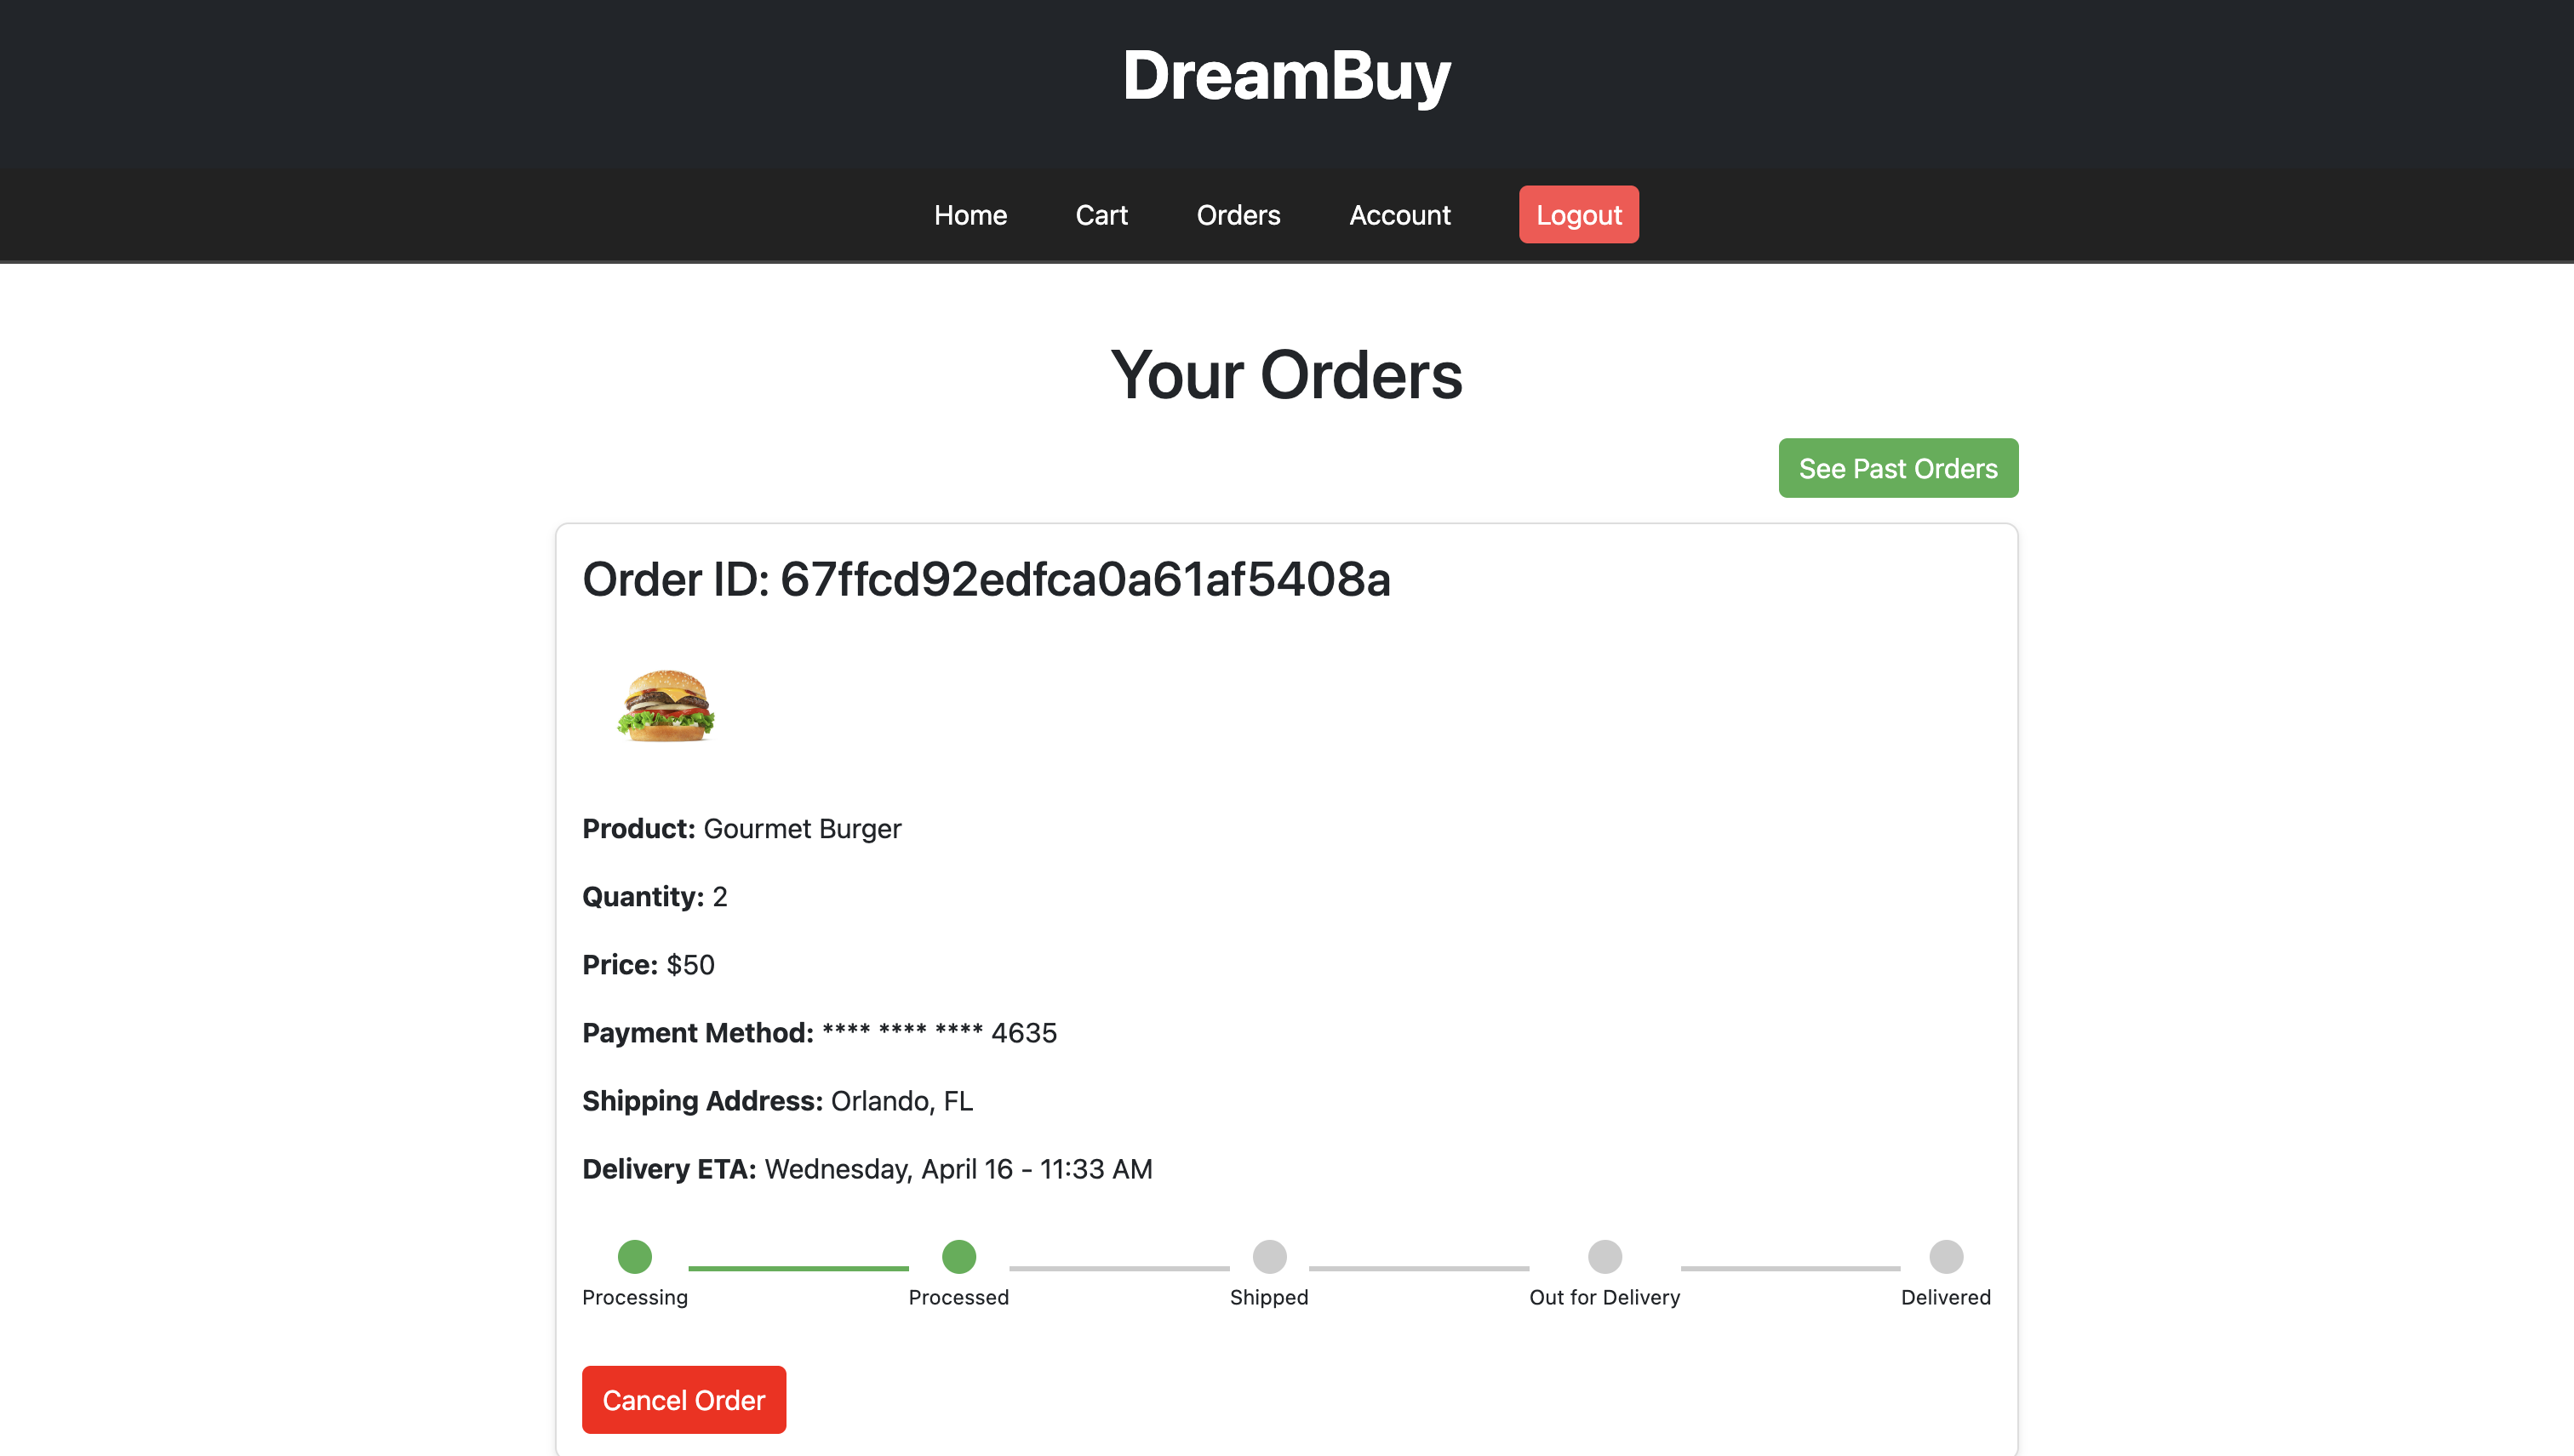 DreamBuy
Home Cart Orders Account Logout
Your Orders
See Past Orders
Order ID: 67ffcd92edfca0a61af5408a
Product: Gourmet Burger
Quantity: 2
Price: $50
Payment Method: **** **** **** 4635
Shipping Address: Orlando, FL
Delivery ETA: Wednesday, April 16 - 11:33 AM
Processing Processed Shipped Out for Delivery Delivered
Cancel Order